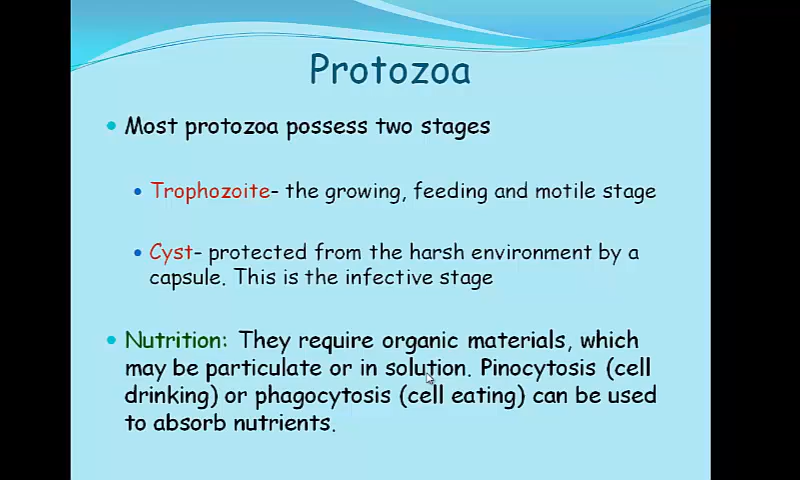 Protozoa
Most protozoa possess two stages
Trophozoite- the growing, feeding and motile stage
Cyst- protected from the harsh environment by a
capsule. This is the infective stage
Nutrition: They require organic materials, which
may be particulate or in solution. Pinocytosis (cell
drinking) or phagocytosis (cell eating) can be used
to absorb nutrients.